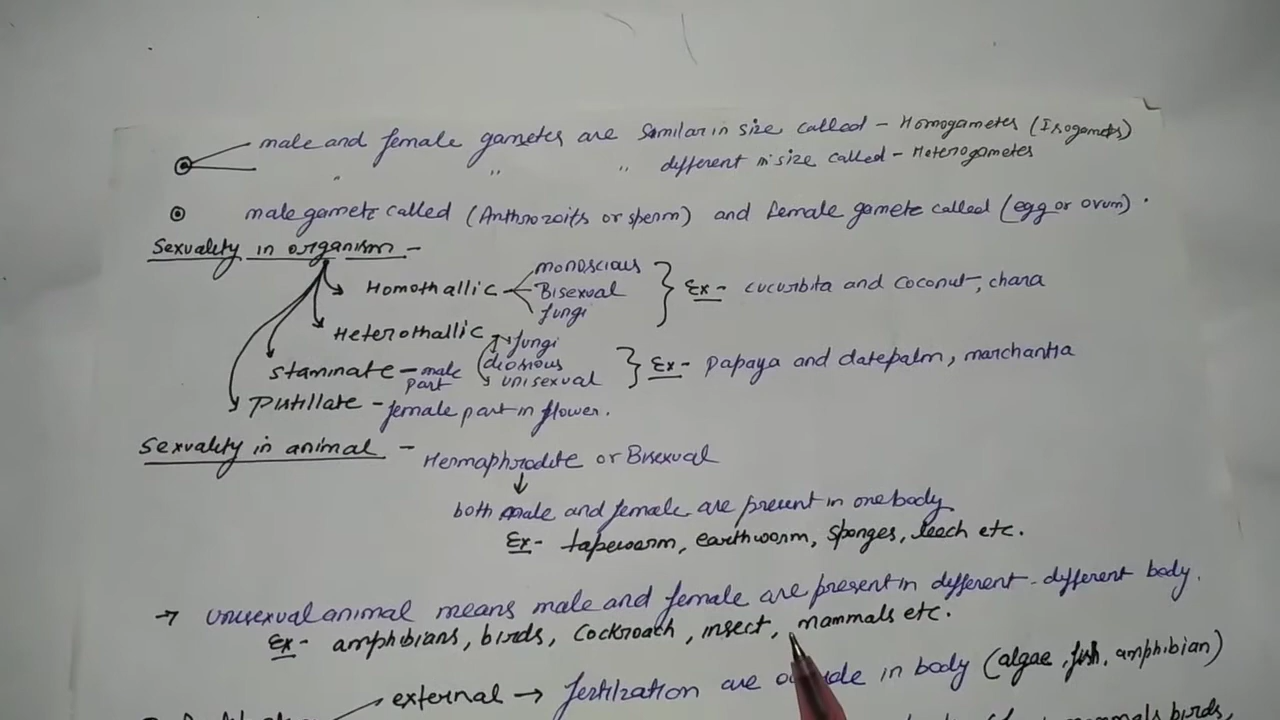 male and female gametes are similar in size called - Homogametes (Isogametes)
" " " different in size called - Heterogametes
male gamete called (Anthrozoits or sperm) and female gamete called (egg or ovum).
Sexuality in organism -
Homothallic
monoscious
Bisexual
fungi
Ex - cucurbita and coconut, chara
Heterothallic
fungi
diosious
unisexual
Ex - papaya and datepalm, marchantia
Staminate - male part
Pistillate - female part in flower.
Sexuality in animal - Hermaphrodite or Bisexual
both male and female are present in one body
Ex - tapeworm, earthworm, sponges, leech etc.
→ unisexual animal means male and female are present in different - different body.
Ex - amphibians, birds, cockroach, insect, mammals etc.
external → fertilization are in body (algae, fish, amphibian)
mammals birds,